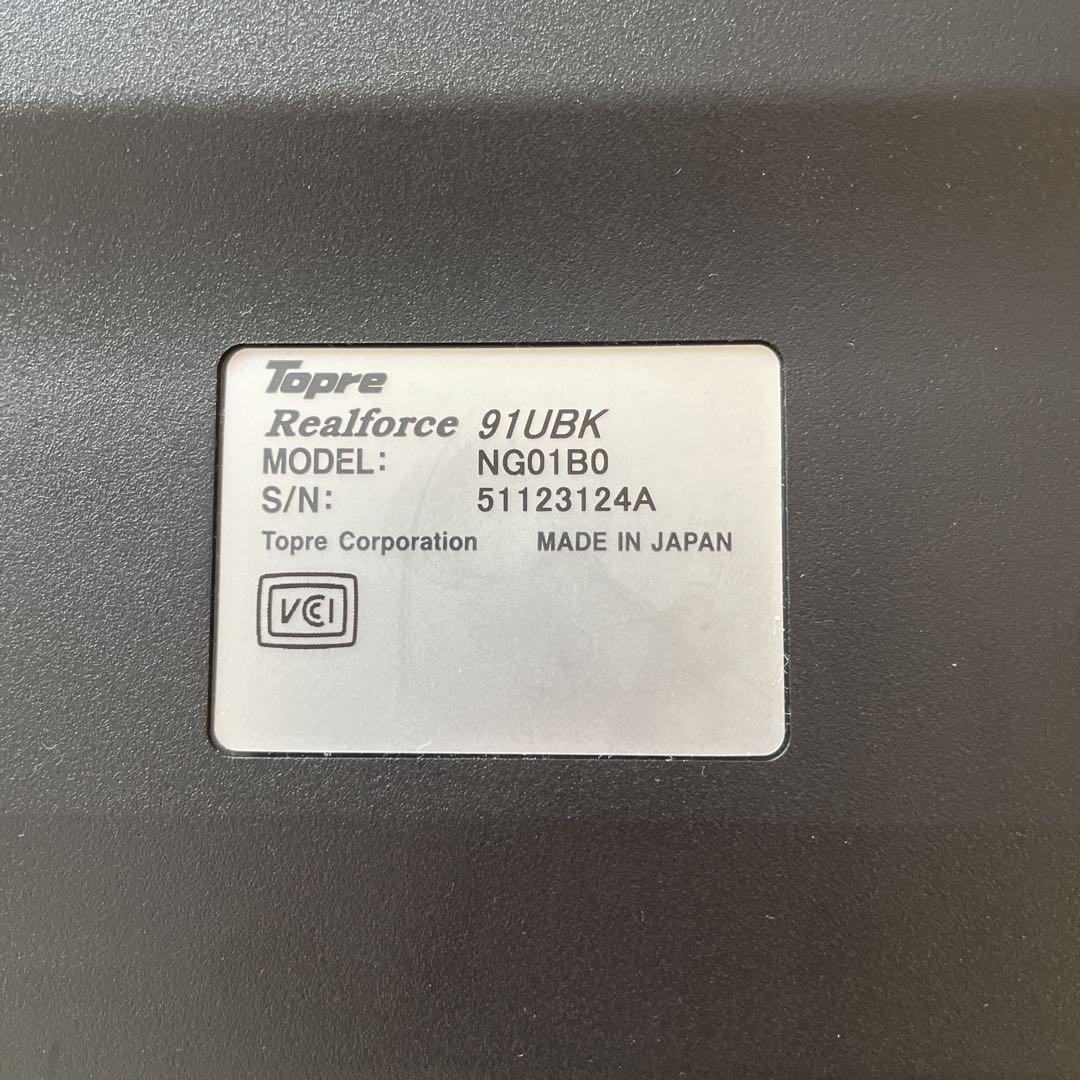 Topre
Realforce 91UBK
MODEL: NG01B0
S/N: 51123124A
Topre Corporation MADE IN JAPAN
VCI